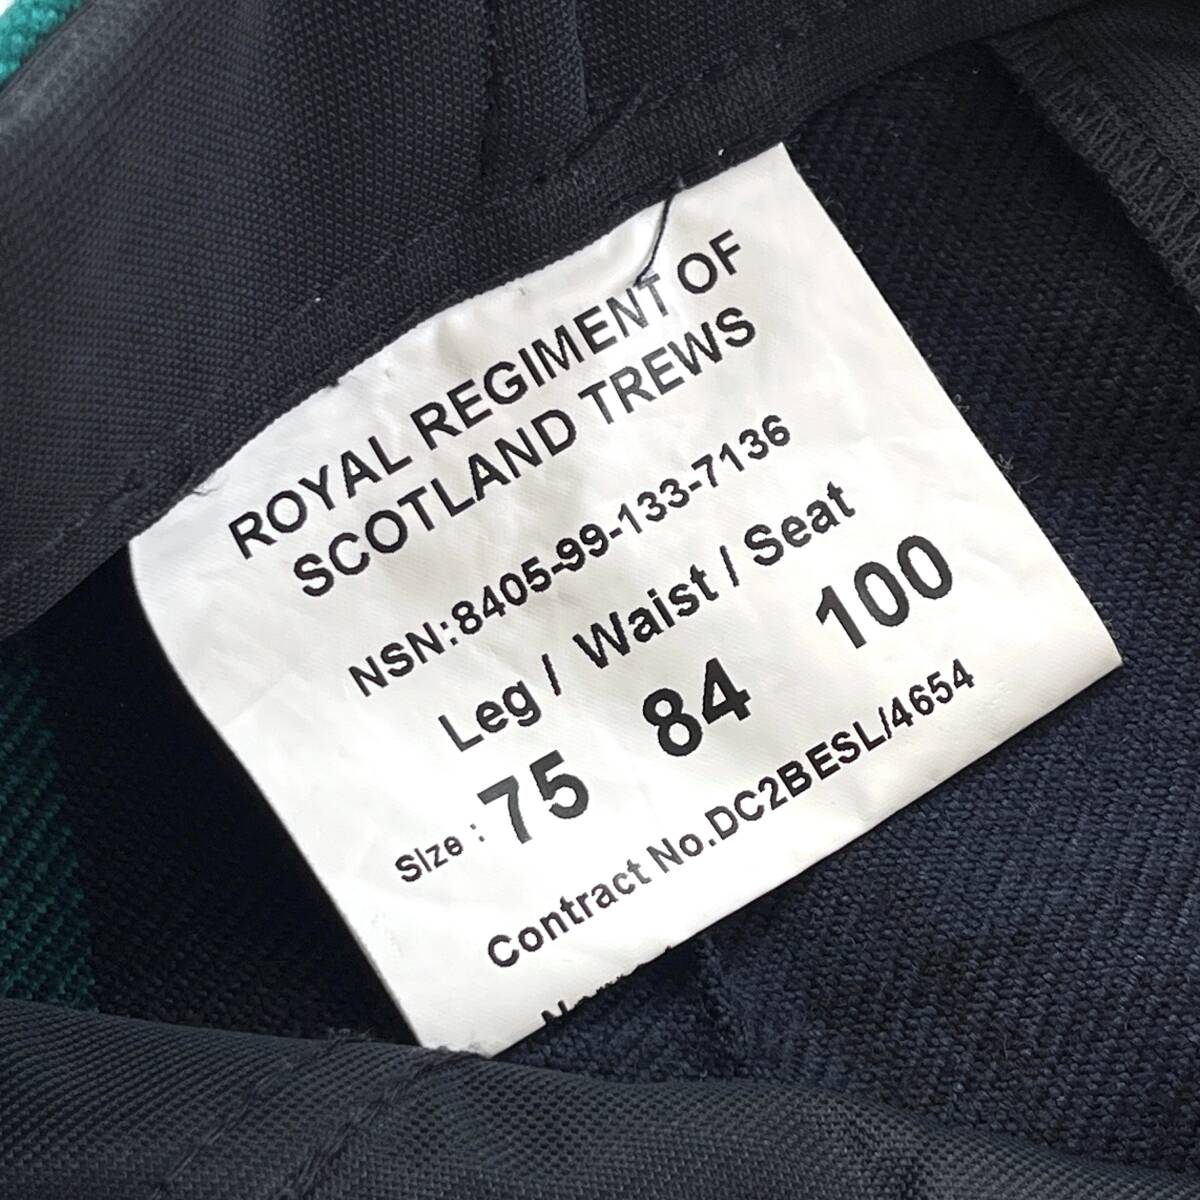 ROYAL REGIMENT OF
SCOTLAND TREWS
NSN:8405-99-133-7136
Leg / Waist / Seat
Size : 75 84 100
Contract No.DC2BESL/4654